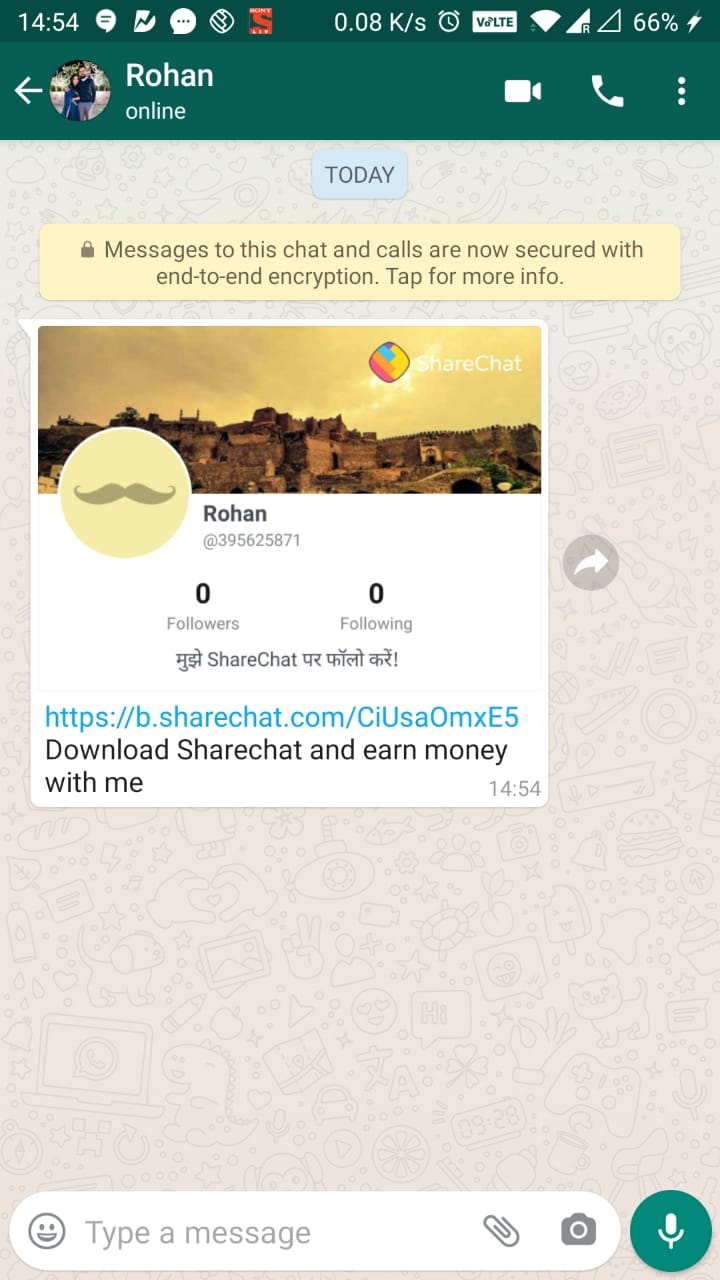 14:54 0.08 K/s VoLTE R 66%
Rohan
online
TODAY
Messages to this chat and calls are now secured with
end-to-end encryption. Tap for more info.
ShareChat
Rohan
@395625871
0 0
Followers Following
मुझे ShareChat पर फॉलो करें!
https://b.sharechat.com/CiUsaOmxE5
Download Sharechat and earn money
with me
14:54
Type a message